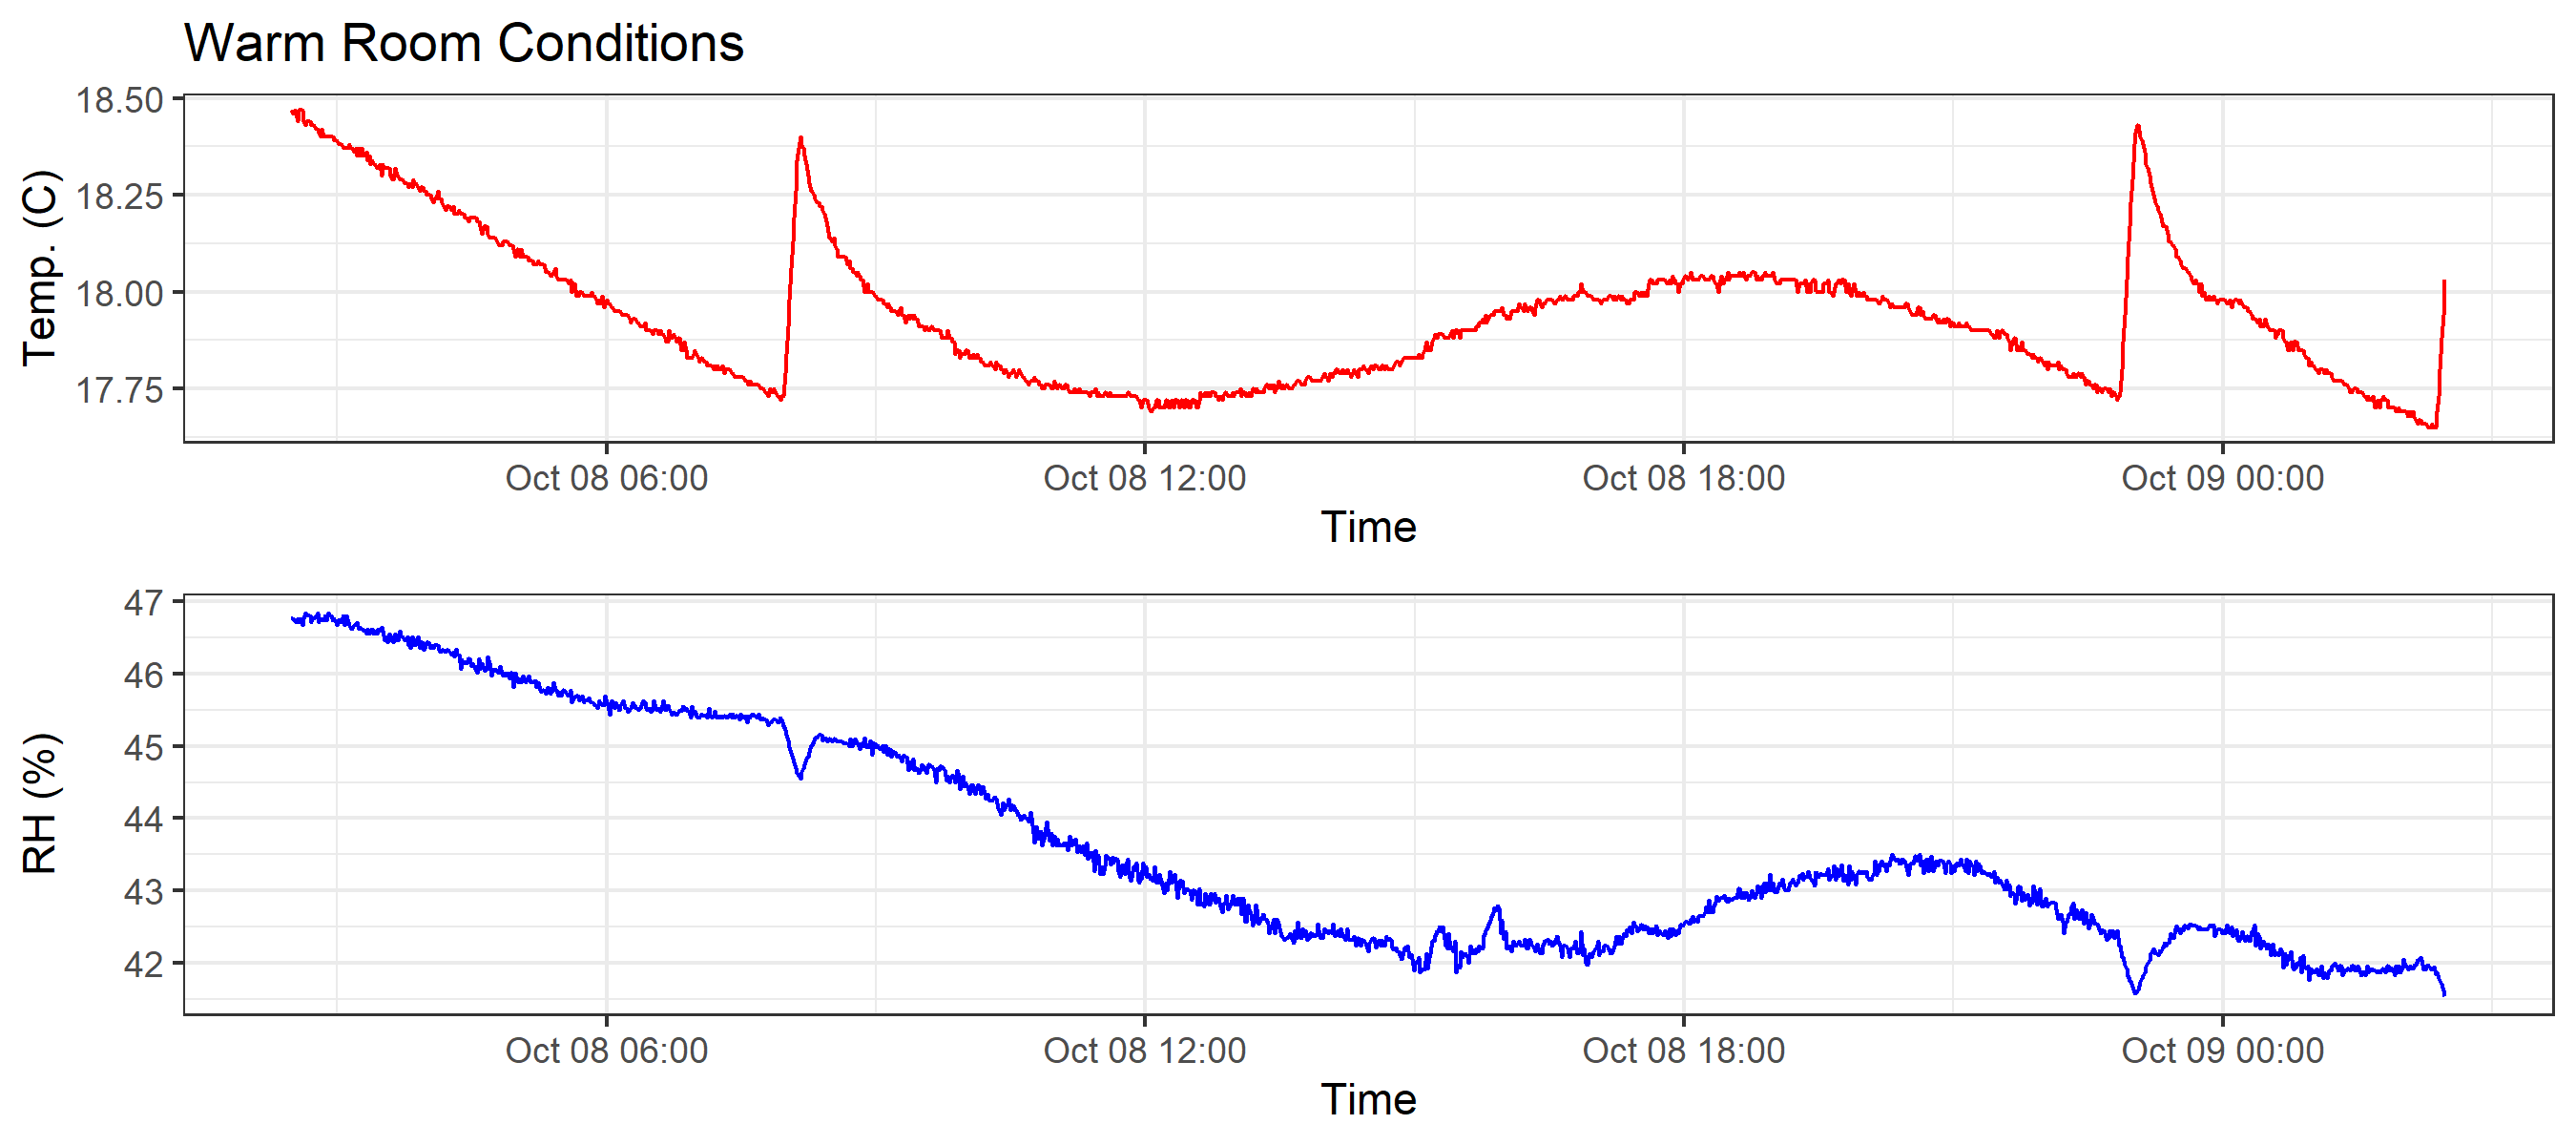 Warm Room Conditions
18.50
18.25
18.00
17.75
Temp. (C)
Oct 08 06:00 Oct 08 12:00 Oct 08 18:00 Oct 09 00:00
Time
47
46
45
44
43
42
RH (%)
Oct 08 06:00 Oct 08 12:00 Oct 08 18:00 Oct 09 00:00
Time